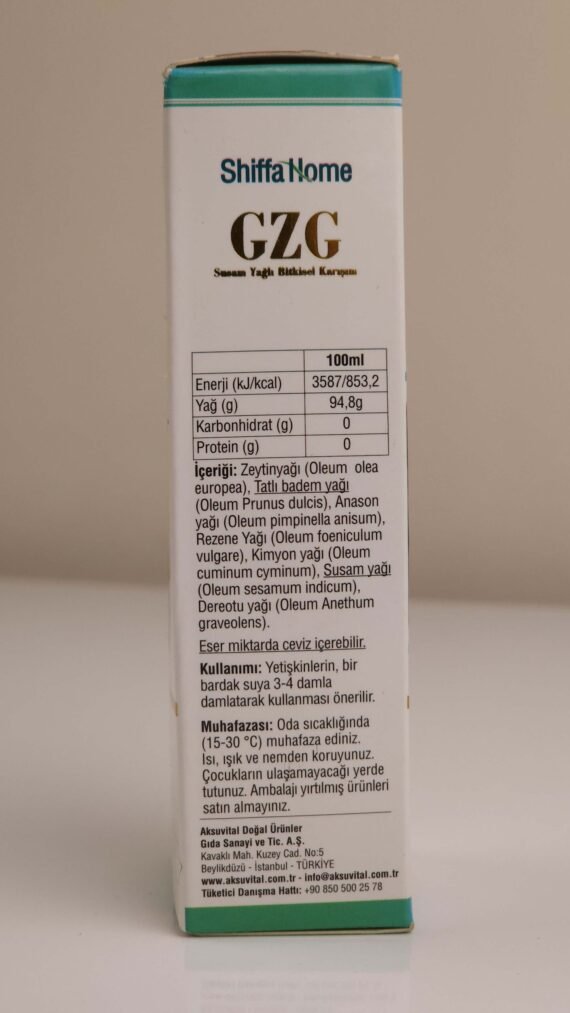 Shiffa Home
GZG
Susam Yağlı Bitkisel Karışım
100ml
Enerji (kJ/kcal) 3587/853,2
Yağ (g) 94,8g
Karbonhidrat (g) 0
Protein (g) 0
İçeriği: Zeytinyağı (Oleum olea
europea), Tatlı badem yağı
(Oleum Prunus dulcis), Anason
yağı (Oleum pimpinella anisum),
Rezene Yağı (Oleum foeniculum
vulgare), Kimyon yağı (Oleum
cuminum cyminum), Susam yağı
(Oleum sesamum indicum),
Dereotu yağı (Oleum Anethum
graveolens).
Eser miktarda ceviz içerebilir.
Kullanımı: Yetişkinlerin, bir
bardak suya 3-4 damla
damlatarak kullanması önerilir.
Muhafazası: Oda sıcaklığında
(15-30 °C) muhafaza ediniz.
Isı, ışık ve nemden koruyunuz.
Çocukların ulaşamayacağı yerde
tutunuz. Ambalajı yırtılmış ürünleri
satın almayınız.
Aksuvital Doğal Ürünler
Gıda Sanayi ve Tic. A.Ş.
Kavaklı Mah. Kuzey Cad. No:5
Beylikdüzü - İstanbul - TÜRKİYE
www.aksuvital.com.tr - info@aksuvital.com.tr
Tüketici Danışma Hattı: +90 850 500 25 78